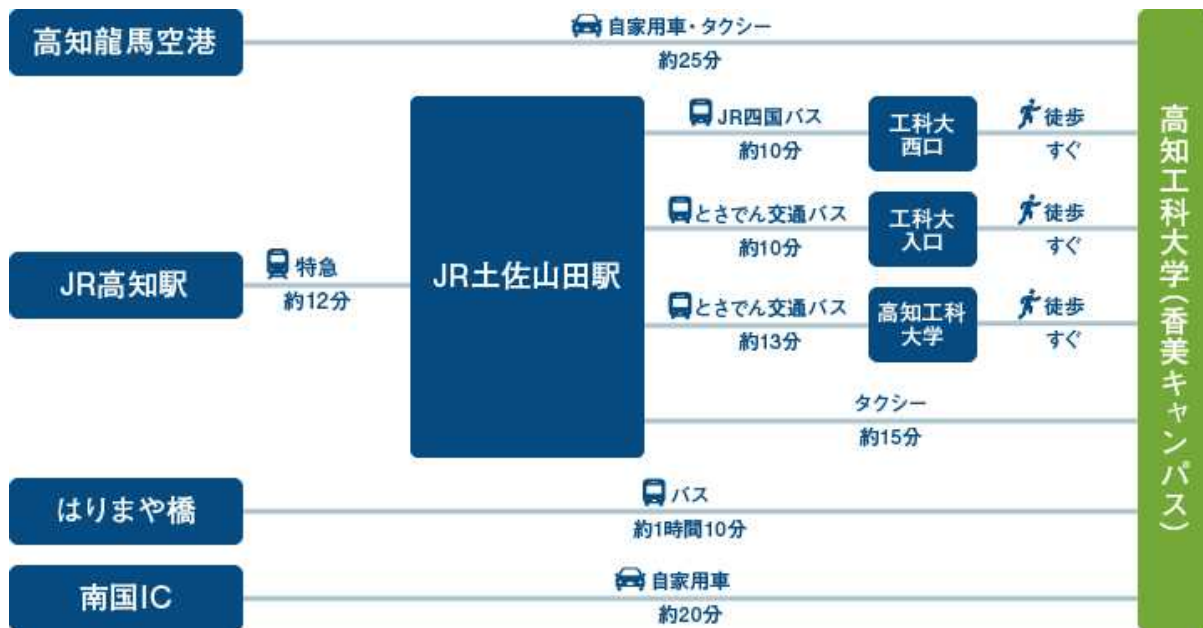 高知龍馬空港
自家用車・タクシー
約25分
JR高知駅
特急
約12分
JR土佐山田駅
JR四国バス
約10分
工科大
西口
徒歩
すぐ
とさでん交通バス
約10分
工科大
入口
徒歩
すぐ
とさでん交通バス
約13分
高知工科
大学
徒歩
すぐ
タクシー
約15分
はりまや橋
バス
約1時間10分
南国IC
自家用車
約20分
高知工科大学(香美キャンパス)